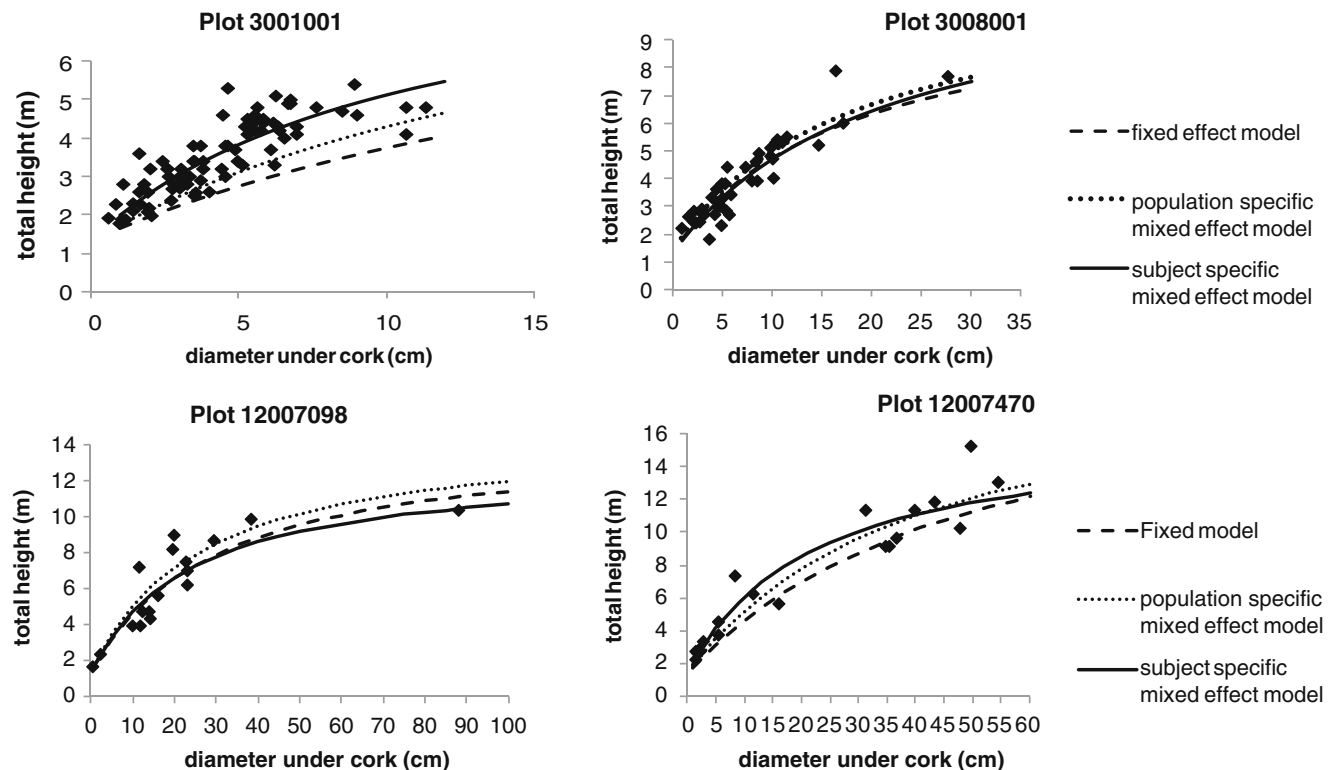 Plot 3001001
total height (m)
6
5
4
3
2
1
0
0 5 10 15
diameter under cork (cm)
Plot 3008001
total height (m)
9
8
7
6
5
4
3
2
1
0
0 5 10 15 20 25 30 35
diameter under cork (cm)
fixed effect model
population specific
mixed effect model
subject specific
mixed effect model
Plot 12007098
total height (m)
14
12
10
8
6
4
2
0
0 10 20 30 40 50 60 70 80 90 100
diameter under cork (cm)
Plot 12007470
total height (m)
16
14
12
10
8
6
4
2
0
0 5 10 15 20 25 30 35 40 45 50 55 60
diameter under cork (cm)
Fixed model
population specific
mixed effect model
subject specific
mixed effect model